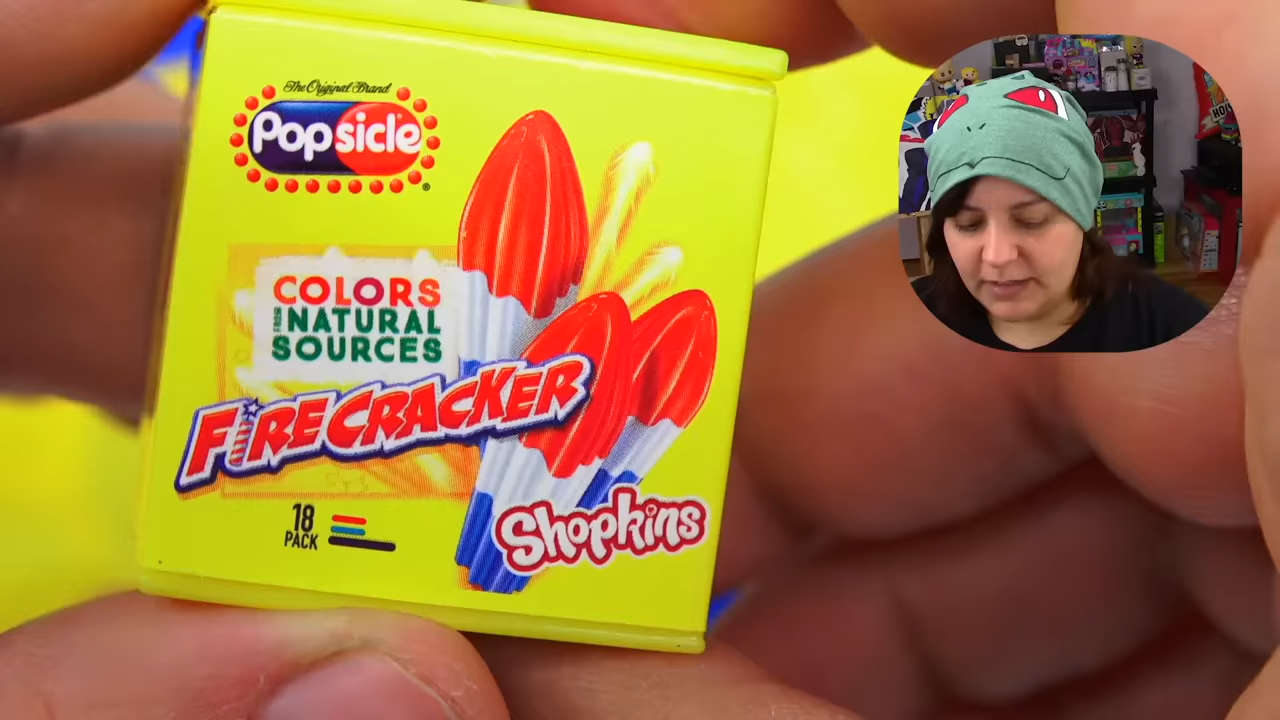 The Original Brand
Popsicle
COLORS
FROM NATURAL
SOURCES
FIRECRACKER
18
PACK
Shopkins